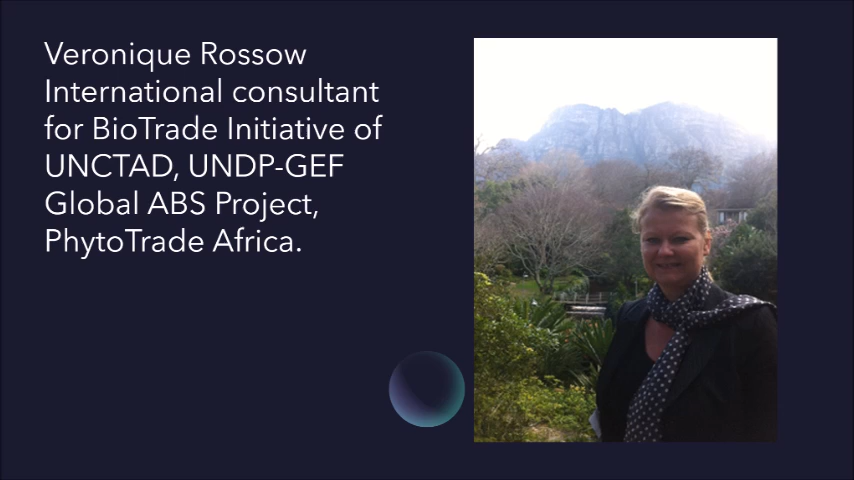 Veronique Rossow
International consultant
for BioTrade Initiative of
UNCTAD, UNDP-GEF
Global ABS Project,
PhytoTrade Africa.